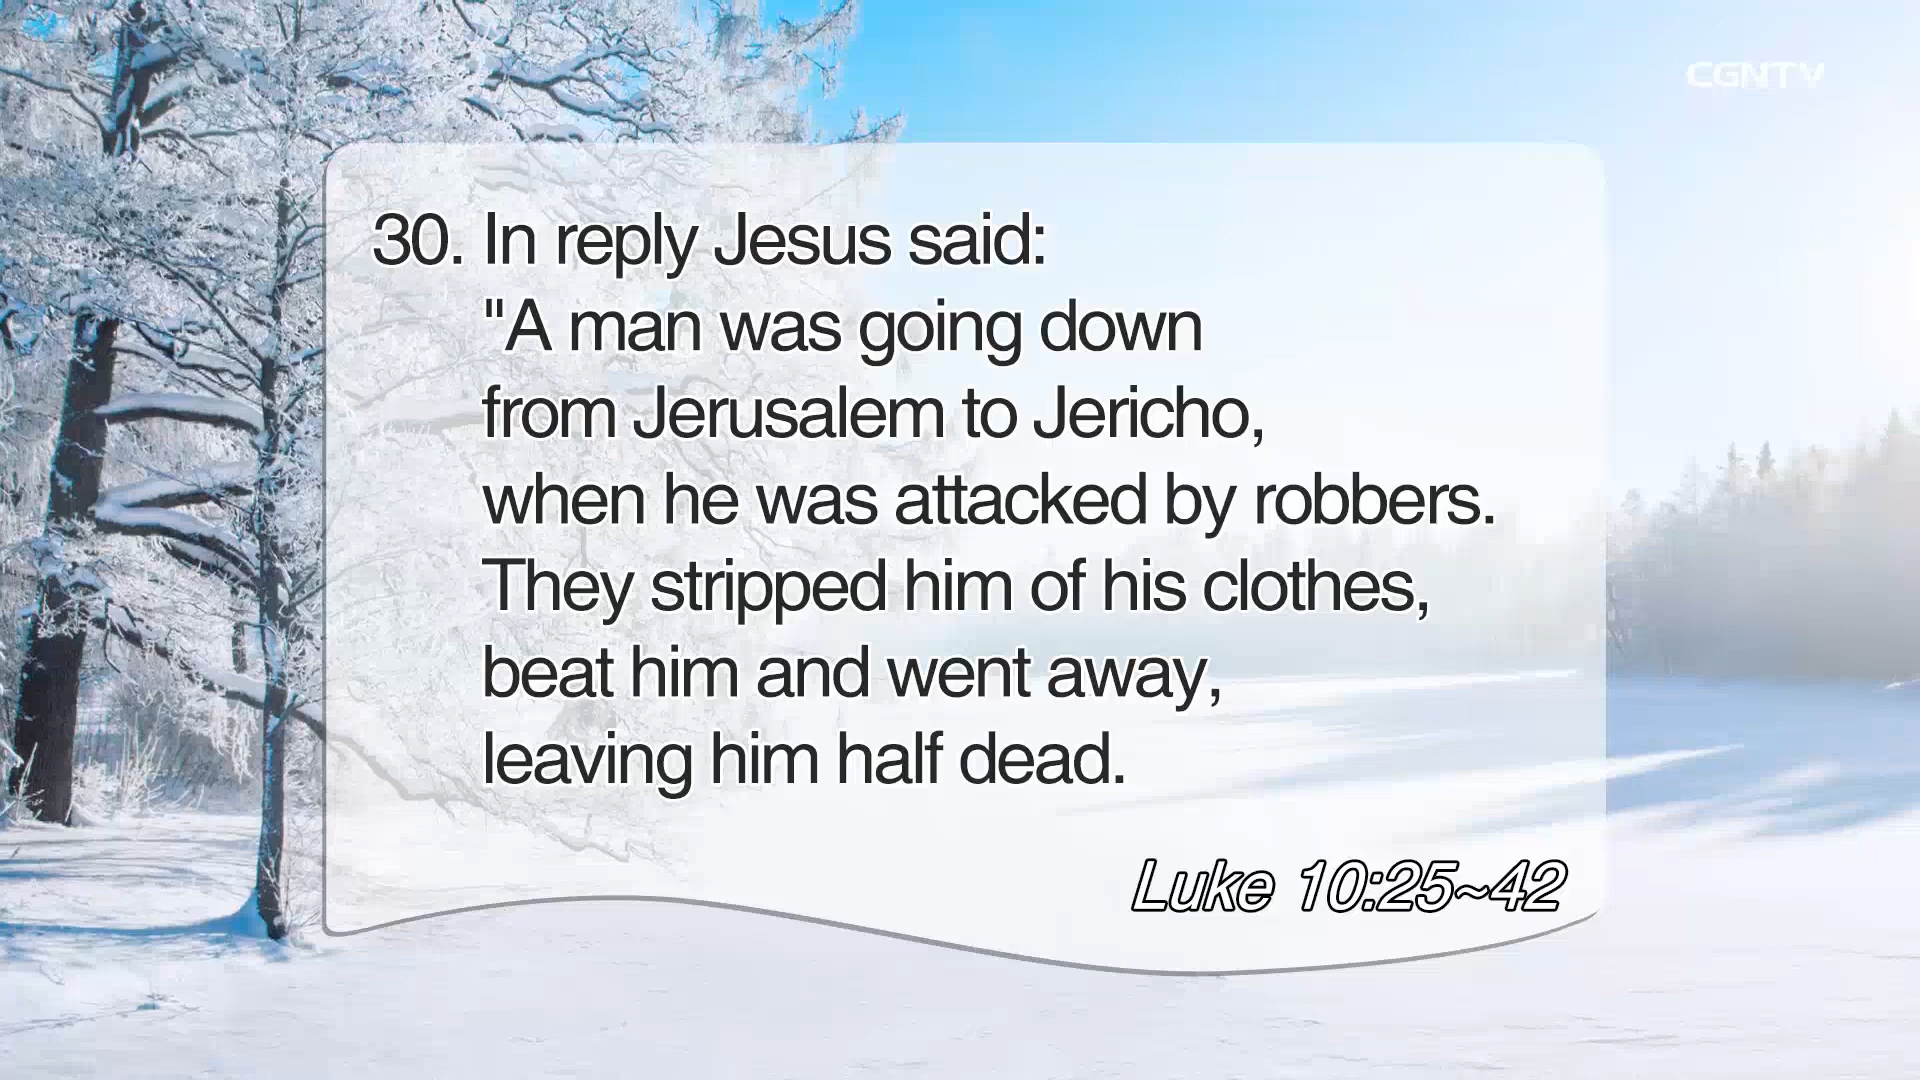 CGNTV
30. In reply Jesus said:
"A man was going down
from Jerusalem to Jericho,
when he was attacked by robbers.
They stripped him of his clothes,
beat him and went away,
leaving him half dead.
Luke 10:25~42